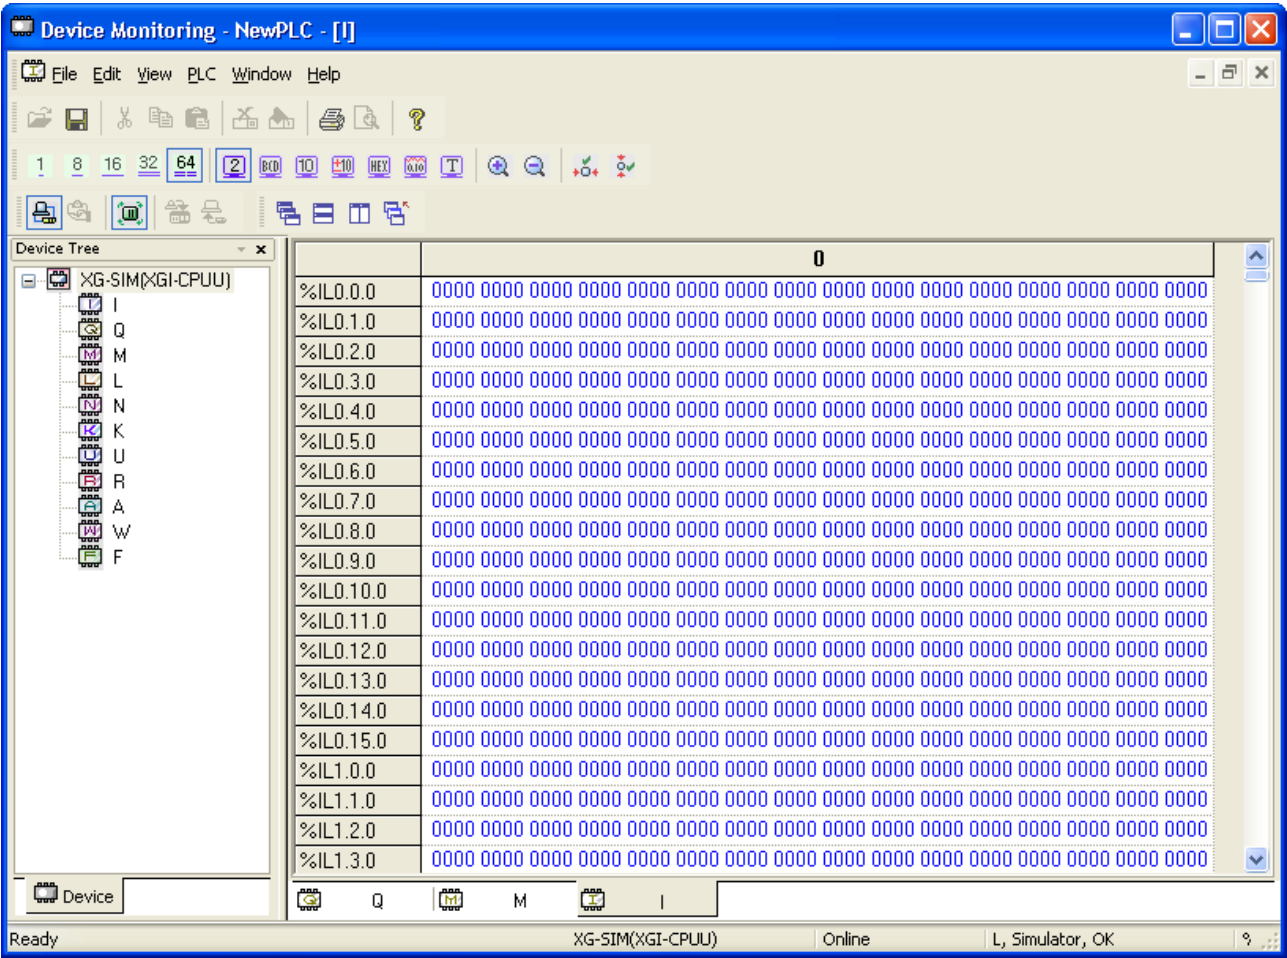 Device Monitoring - NewPLC - [I]
File Edit View PLC Window Help
1 8 16 32 64 2 BCD 10 ±10 HEX 0.10 T
Device Tree
0
XG-SIM(XGI-CPUU)
I
Q
M
L
N
K
U
R
A
W
F
%IL0.0.0 0000 0000 0000 0000 0000 0000 0000 0000 0000 0000 0000 0000 0000 0000 0000 0000
%IL0.1.0 0000 0000 0000 0000 0000 0000 0000 0000 0000 0000 0000 0000 0000 0000 0000 0000
%IL0.2.0 0000 0000 0000 0000 0000 0000 0000 0000 0000 0000 0000 0000 0000 0000 0000 0000
%IL0.3.0 0000 0000 0000 0000 0000 0000 0000 0000 0000 0000 0000 0000 0000 0000 0000 0000
%IL0.4.0 0000 0000 0000 0000 0000 0000 0000 0000 0000 0000 0000 0000 0000 0000 0000 0000
%IL0.5.0 0000 0000 0000 0000 0000 0000 0000 0000 0000 0000 0000 0000 0000 0000 0000 0000
%IL0.6.0 0000 0000 0000 0000 0000 0000 0000 0000 0000 0000 0000 0000 0000 0000 0000 0000
%IL0.7.0 0000 0000 0000 0000 0000 0000 0000 0000 0000 0000 0000 0000 0000 0000 0000 0000
%IL0.8.0 0000 0000 0000 0000 0000 0000 0000 0000 0000 0000 0000 0000 0000 0000 0000 0000
%IL0.9.0 0000 0000 0000 0000 0000 0000 0000 0000 0000 0000 0000 0000 0000 0000 0000 0000
%IL0.10.0 0000 0000 0000 0000 0000 0000 0000 0000 0000 0000 0000 0000 0000 0000 0000 0000
%IL0.11.0 0000 0000 0000 0000 0000 0000 0000 0000 0000 0000 0000 0000 0000 0000 0000 0000
%IL0.12.0 0000 0000 0000 0000 0000 0000 0000 0000 0000 0000 0000 0000 0000 0000 0000 0000
%IL0.13.0 0000 0000 0000 0000 0000 0000 0000 0000 0000 0000 0000 0000 0000 0000 0000 0000
%IL0.14.0 0000 0000 0000 0000 0000 0000 0000 0000 0000 0000 0000 0000 0000 0000 0000 0000
%IL0.15.0 0000 0000 0000 0000 0000 0000 0000 0000 0000 0000 0000 0000 0000 0000 0000 0000
%IL1.0.0 0000 0000 0000 0000 0000 0000 0000 0000 0000 0000 0000 0000 0000 0000 0000 0000
%IL1.1.0 0000 0000 0000 0000 0000 0000 0000 0000 0000 0000 0000 0000 0000 0000 0000 0000
%IL1.2.0 0000 0000 0000 0000 0000 0000 0000 0000 0000 0000 0000 0000 0000 0000 0000 0000
%IL1.3.0 0000 0000 0000 0000 0000 0000 0000 0000 0000 0000 0000 0000 0000 0000 0000 0000
Device
Q M I
Ready XG-SIM(XGI-CPUU) Online L, Simulator, OK